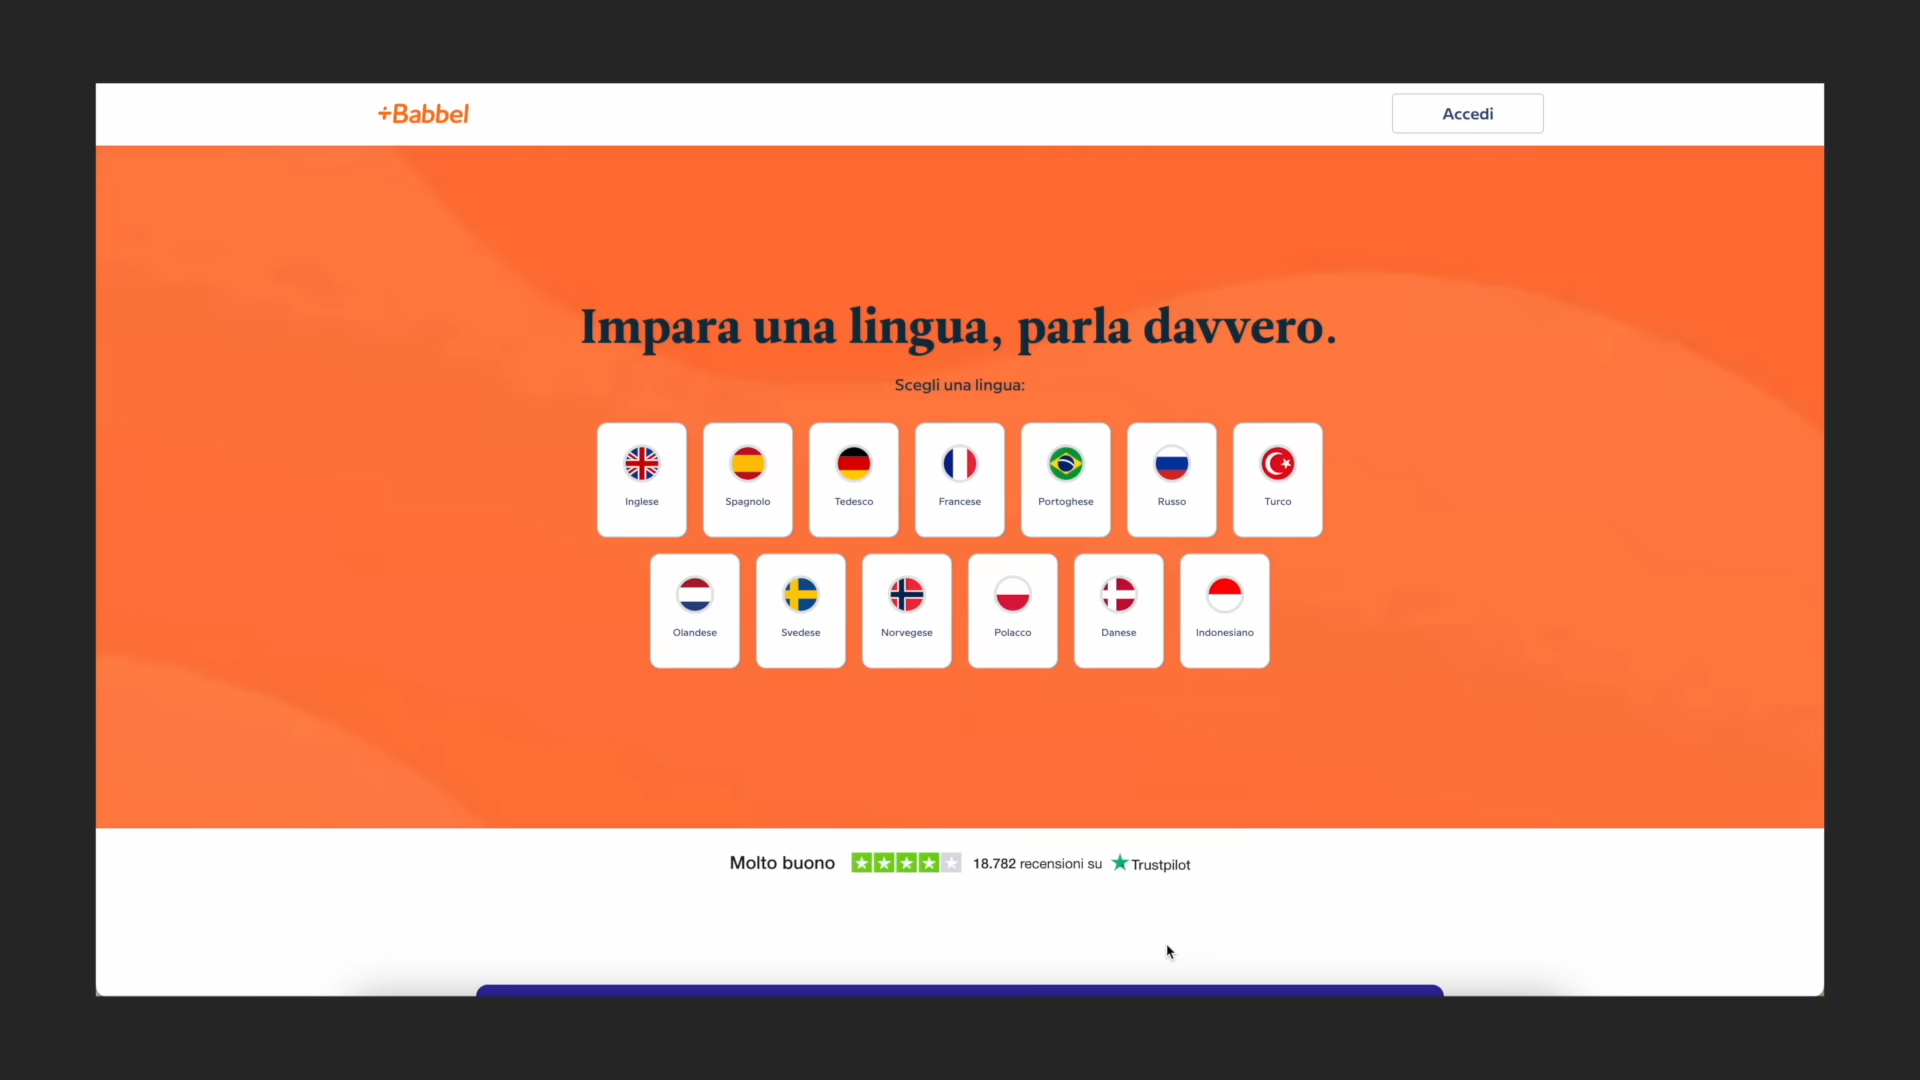 +Babbel
Accedi
Impara una lingua, parla davvero.
Scegli una lingua:
Inglese
Spagnolo
Tedesco
Francese
Portoghese
Russo
Turco
Olandese
Svedese
Norvegese
Polacco
Danese
Indonesiano
Molto buono 18.782 recensioni su Trustpilot